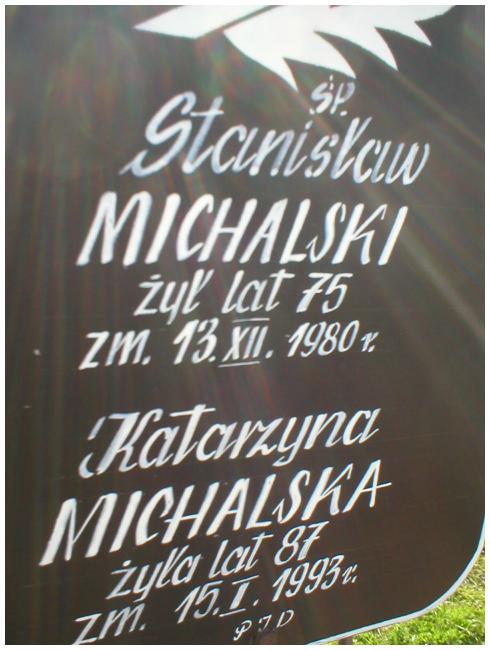 ŚP.
Stanisław
MICHALSKI
żył lat 75
zm. 13.XII.1980 r.
Katarzyna
MICHALSKA
żyła lat 87
zm. 15.I.1993 r.